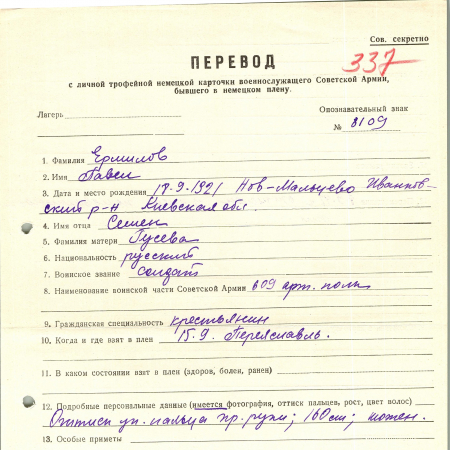 Сов. секретно
337
ПЕРЕВОД
с личной трофейной немецкой карточки военнослужащего Советской Армии,
бывшего в немецком плену.
Лагерь
Опознавательный знак
№ 8109
1. Фамилия Ермилов
2. Имя Павел
3. Дата и место рождения 18-9-1921 Нов-Мальцево
ский р-н Киевская обл.
4. Имя отца Семен
5. Фамилия матери Гусева
6. Национальность русский
7. Воинское звание солдат
8. Наименование воинской части Советской Армии 609 арт. полк
9. Гражданская специальность крестьянин
10. Когда и где взят в плен 15.9. Переяславль.
11. В каком состоянии взят в плен (здоров, болен, ранен)
12. Подробные персональные данные (имеется фотография, оттиск пальцев, рост, цвет волос)
Оттиск ук. пальца пр. руки; 160 см;
13. Особые приметы